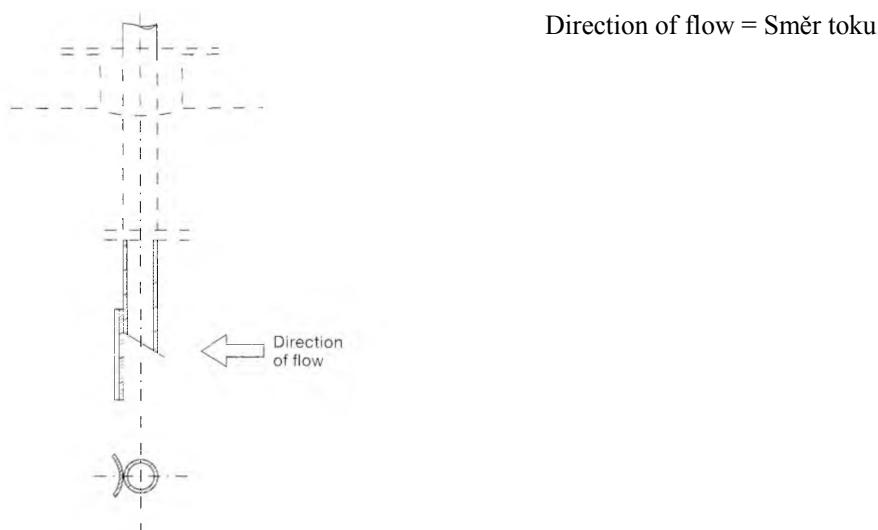 Direction of flow = Směr toku
Direction
of flow